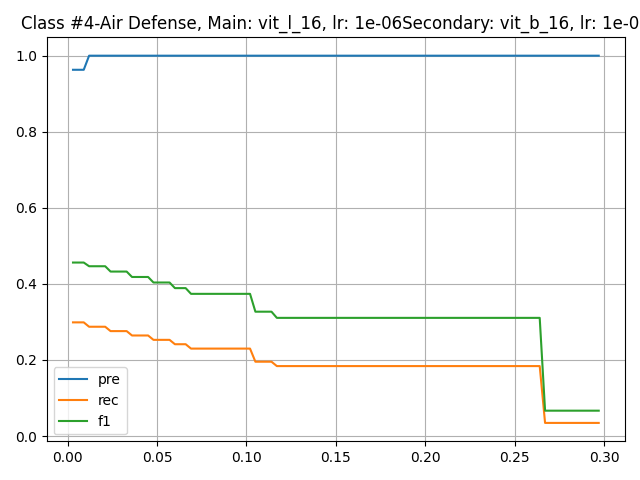 Class #4-Air Defense, Main: vit_l_16, lr: 1e-06Secondary: vit_b_16, lr: 1e-0
1.0
0.8
0.6
0.4
0.2
0.0
pre
rec
f1
0.00 0.05 0.10 0.15 0.20 0.25 0.30